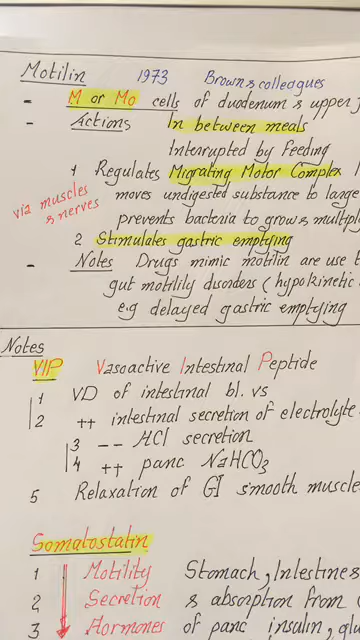 Motilin 1973 Brown & colleagues
- M or Mo cells of duodenum & upper
- Actions In between meals
Interrupted by Feeding
1 Regulates Migrating Motor Complex
via muscles & nerves
moves undigested substance to large
prevents bacteria to grow & multipl
2 Stimulates gastric emptying
- Notes Drugs mimic motilin are use t
gut motility disorders (hypokinetic
e.g delayed gastric emptying
Notes
VIP Vasoactive Intestinal Peptide
1 VD of intestinal bl. vs
2 ++ intestinal secretion of electrolyte
3 -- HCl secretion
4 ++ panc NaHCO3
5 Relaxation of GI smooth muscle
Somatostatin
1 Motility Stomach, Intestines
2 Secretion & absorption from
3 Hormones of panc insulin, gl